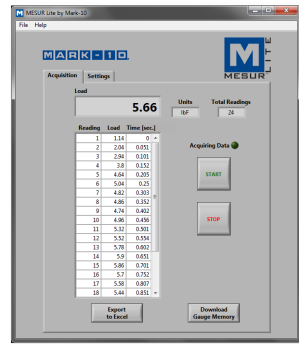 MESUR Lite by Mark-10
File Help
MARK-10
M
LITE
MESUR
Acquisition Settings
Load
5.66
Units
lbF
Total Readings
24
Reading Load Time [sec.]
1 1.14 0
2 2.04 0.051
3 2.94 0.101
4 3.8 0.152
5 4.64 0.205
6 5.04 0.25
7 4.82 0.303
8 4.86 0.352
9 4.74 0.402
10 4.96 0.456
11 5.32 0.501
12 5.52 0.554
13 5.78 0.602
14 5.9 0.651
15 5.86 0.701
16 5.7 0.752
17 5.58 0.807
18 5.44 0.851
Acquiring Data
START
STOP
Export
to Excel
Download
Gauge Memory